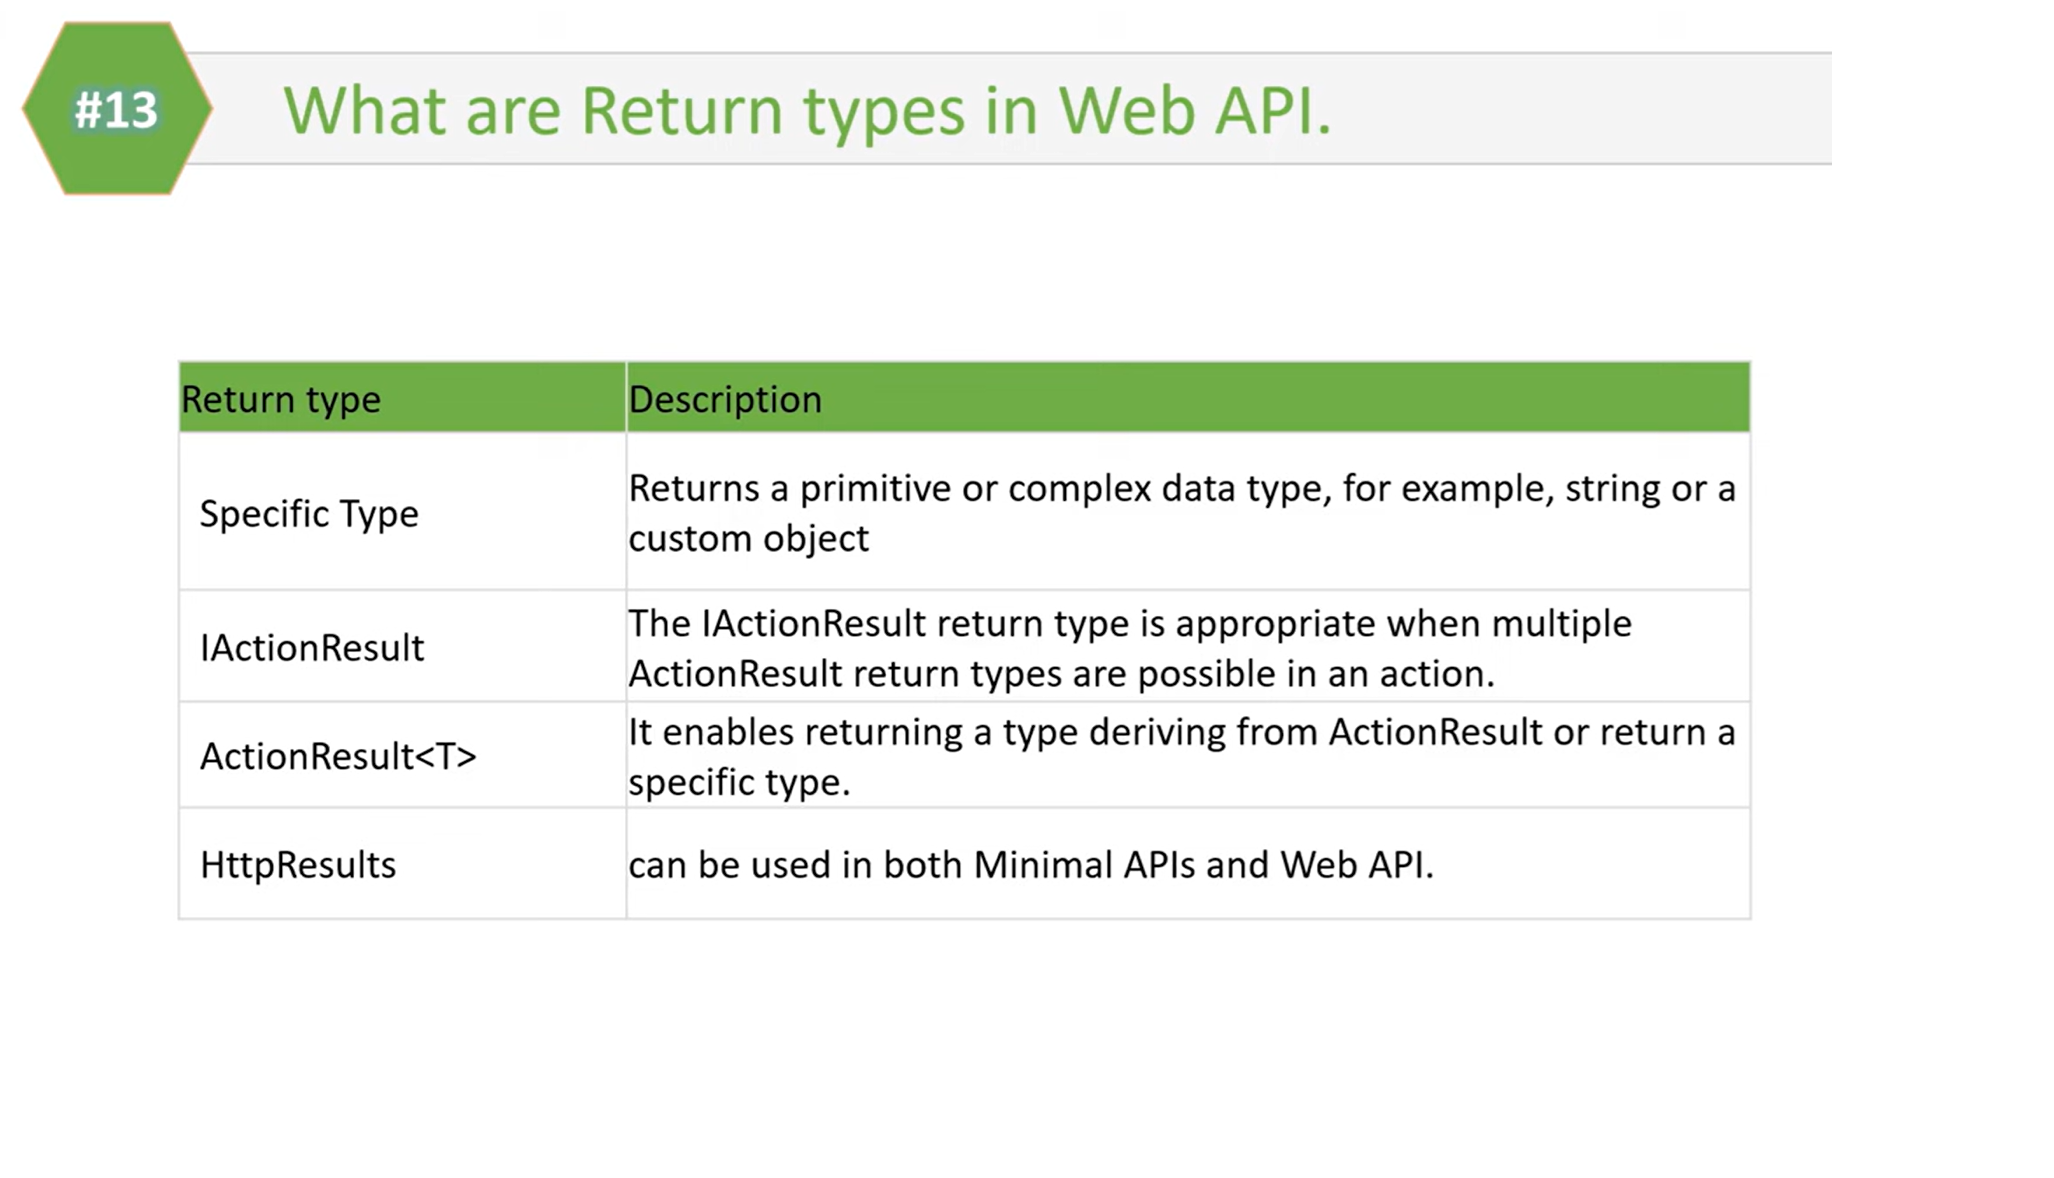 #13
What are Return types in Web API.
Return type
Description
Specific Type
Returns a primitive or complex data type, for example, string or a
custom object
IActionResult
The IActionResult return type is appropriate when multiple
ActionResult return types are possible in an action.
ActionResult<T>
It enables returning a type deriving from ActionResult or return a
specific type.
HttpResults
can be used in both Minimal APIs and Web API.